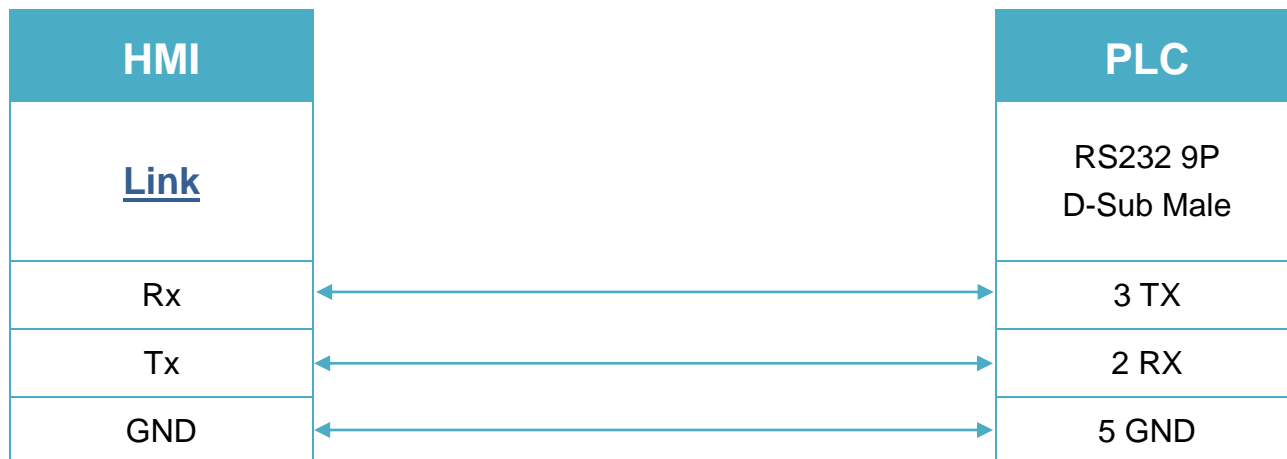 HMI
PLC
Link
RS232 9P
D-Sub Male
Rx
3 TX
Tx
2 RX
GND
5 GND